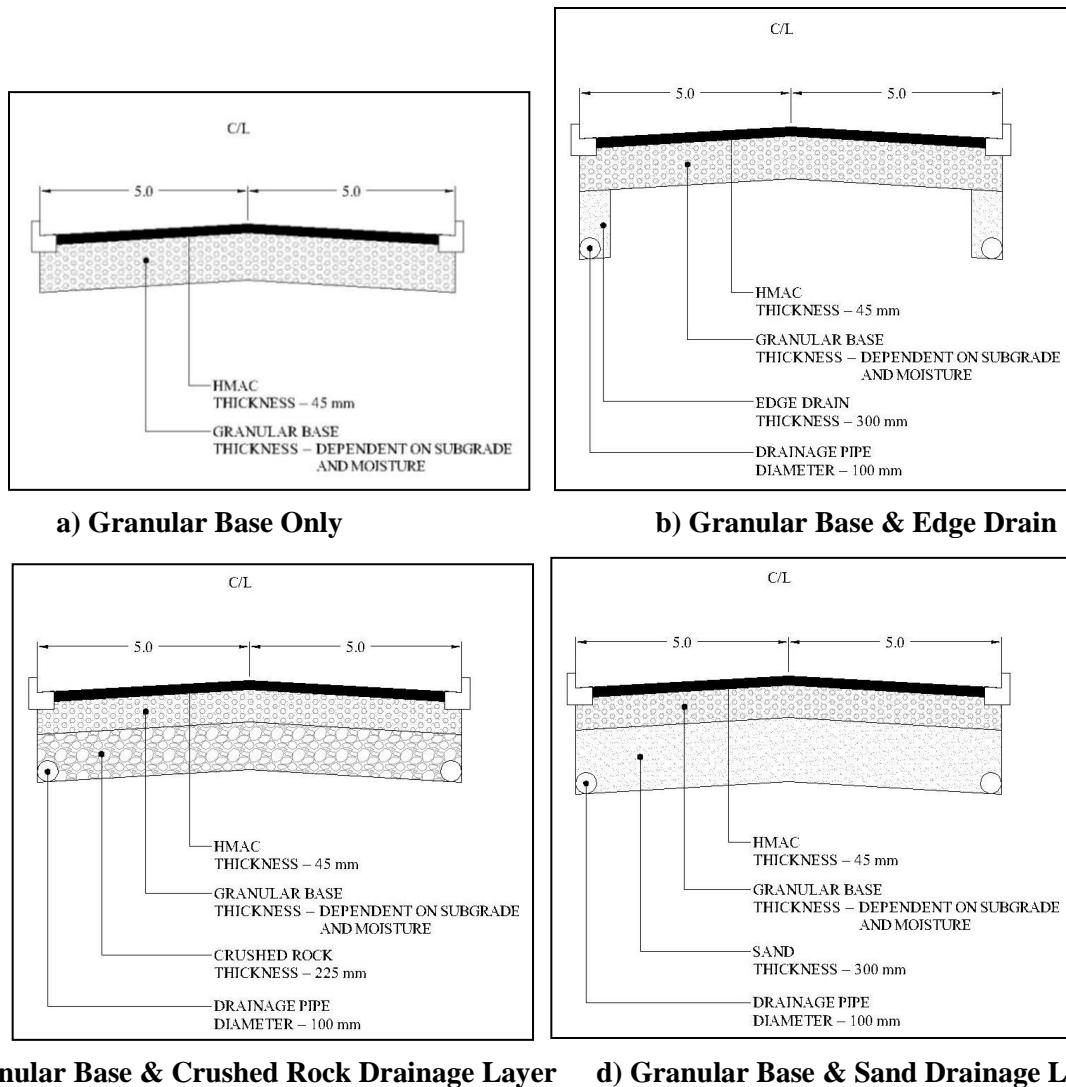 C/L
5.0 5.0
HMAC
THICKNESS – 45 mm
GRANULAR BASE
THICKNESS – DEPENDENT ON SUBGRADE
AND MOISTURE
a) Granular Base Only
C/L
5.0 5.0
HMAC
THICKNESS – 45 mm
GRANULAR BASE
THICKNESS – DEPENDENT ON SUBGRADE
AND MOISTURE
EDGE DRAIN
THICKNESS – 300 mm
DRAINAGE PIPE
DIAMETER – 100 mm
b) Granular Base & Edge Drain
C/L
5.0 5.0
HMAC
THICKNESS – 45 mm
GRANULAR BASE
THICKNESS – DEPENDENT ON SUBGRADE
AND MOISTURE
CRUSHED ROCK
THICKNESS – 225 mm
DRAINAGE PIPE
DIAMETER – 100 mm
nular Base & Crushed Rock Drainage Layer
C/L
5.0 5.0
HMAC
THICKNESS – 45 mm
GRANULAR BASE
THICKNESS – DEPENDENT ON SUBGRADE
AND MOISTURE
SAND
THICKNESS – 300 mm
DRAINAGE PIPE
DIAMETER – 100 mm
d) Granular Base & Sand Drainage L